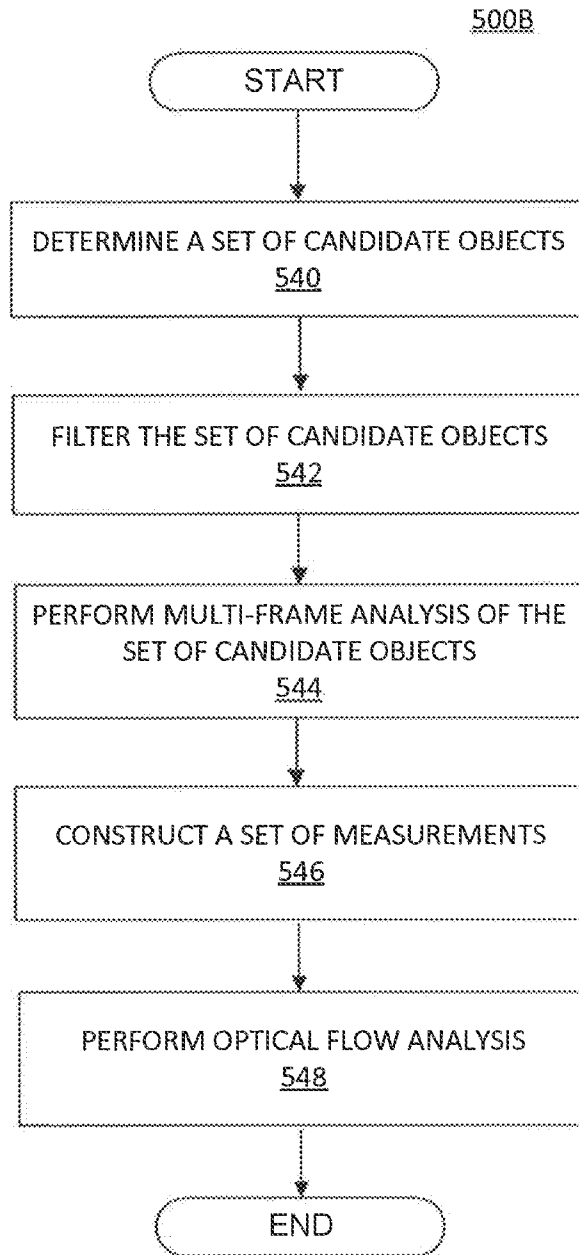 500B
START
DETERMINE A SET OF CANDIDATE OBJECTS
540
FILTER THE SET OF CANDIDATE OBJECTS
542
PERFORM MULTI-FRAME ANALYSIS OF THE
SET OF CANDIDATE OBJECTS
544
CONSTRUCT A SET OF MEASUREMENTS
546
PERFORM OPTICAL FLOW ANALYSIS
548
END